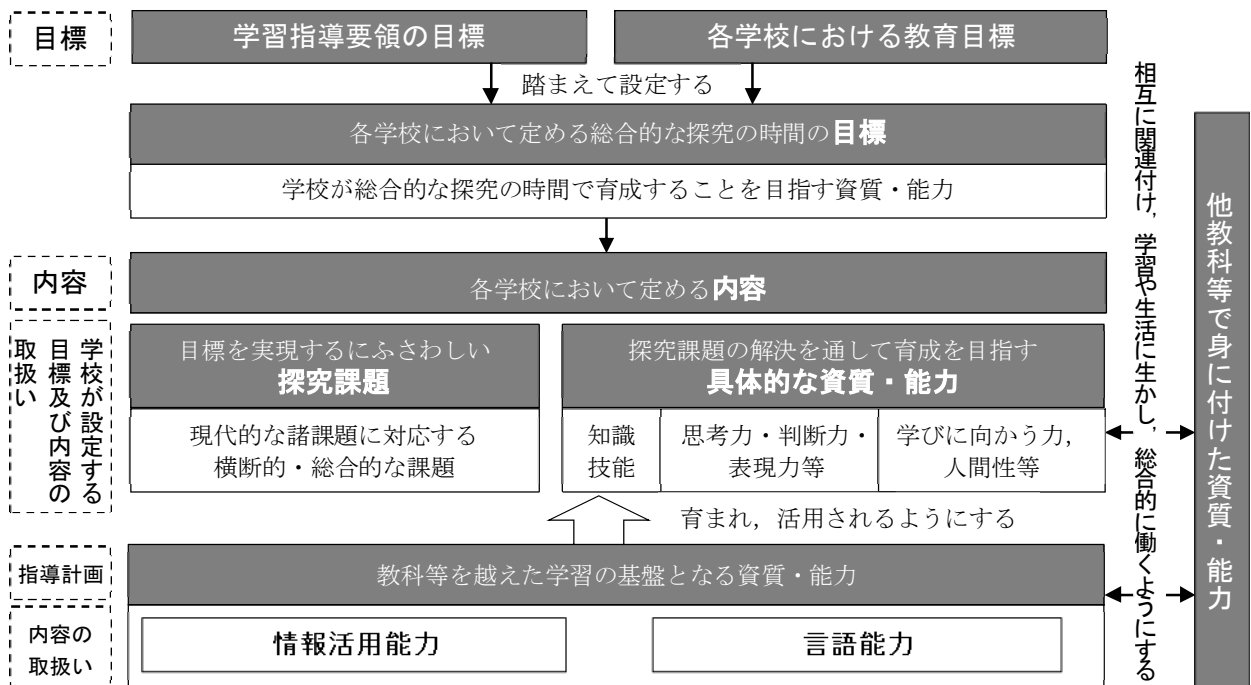 目標
学習指導要領の目標
各学校における教育目標
踏まえて設定する
各学校において定める総合的な探究の時間の目標
学校が総合的な探究の時間で育成することを目指す資質・能力
内容
各学校において定める内容
学校が設定する
目標及び内容の
取扱い
目標を実現するにふさわしい
探究課題
現代的な諸課題に対応する
横断的・総合的な課題
探究課題の解決を通して育成を目指す
具体的な資質・能力
知識
技能
思考力・判断力・
表現力等
学びに向かう力，
人間性等
育まれ，活用されるようにする
指導計画
教科等を越えた学習の基盤となる資質・能力
内容の
取扱い
情報活用能力
言語能力
相互に関連付け，学習や生活に生かし，総合的に働くようにする
他教科等で身に付けた資質・能力